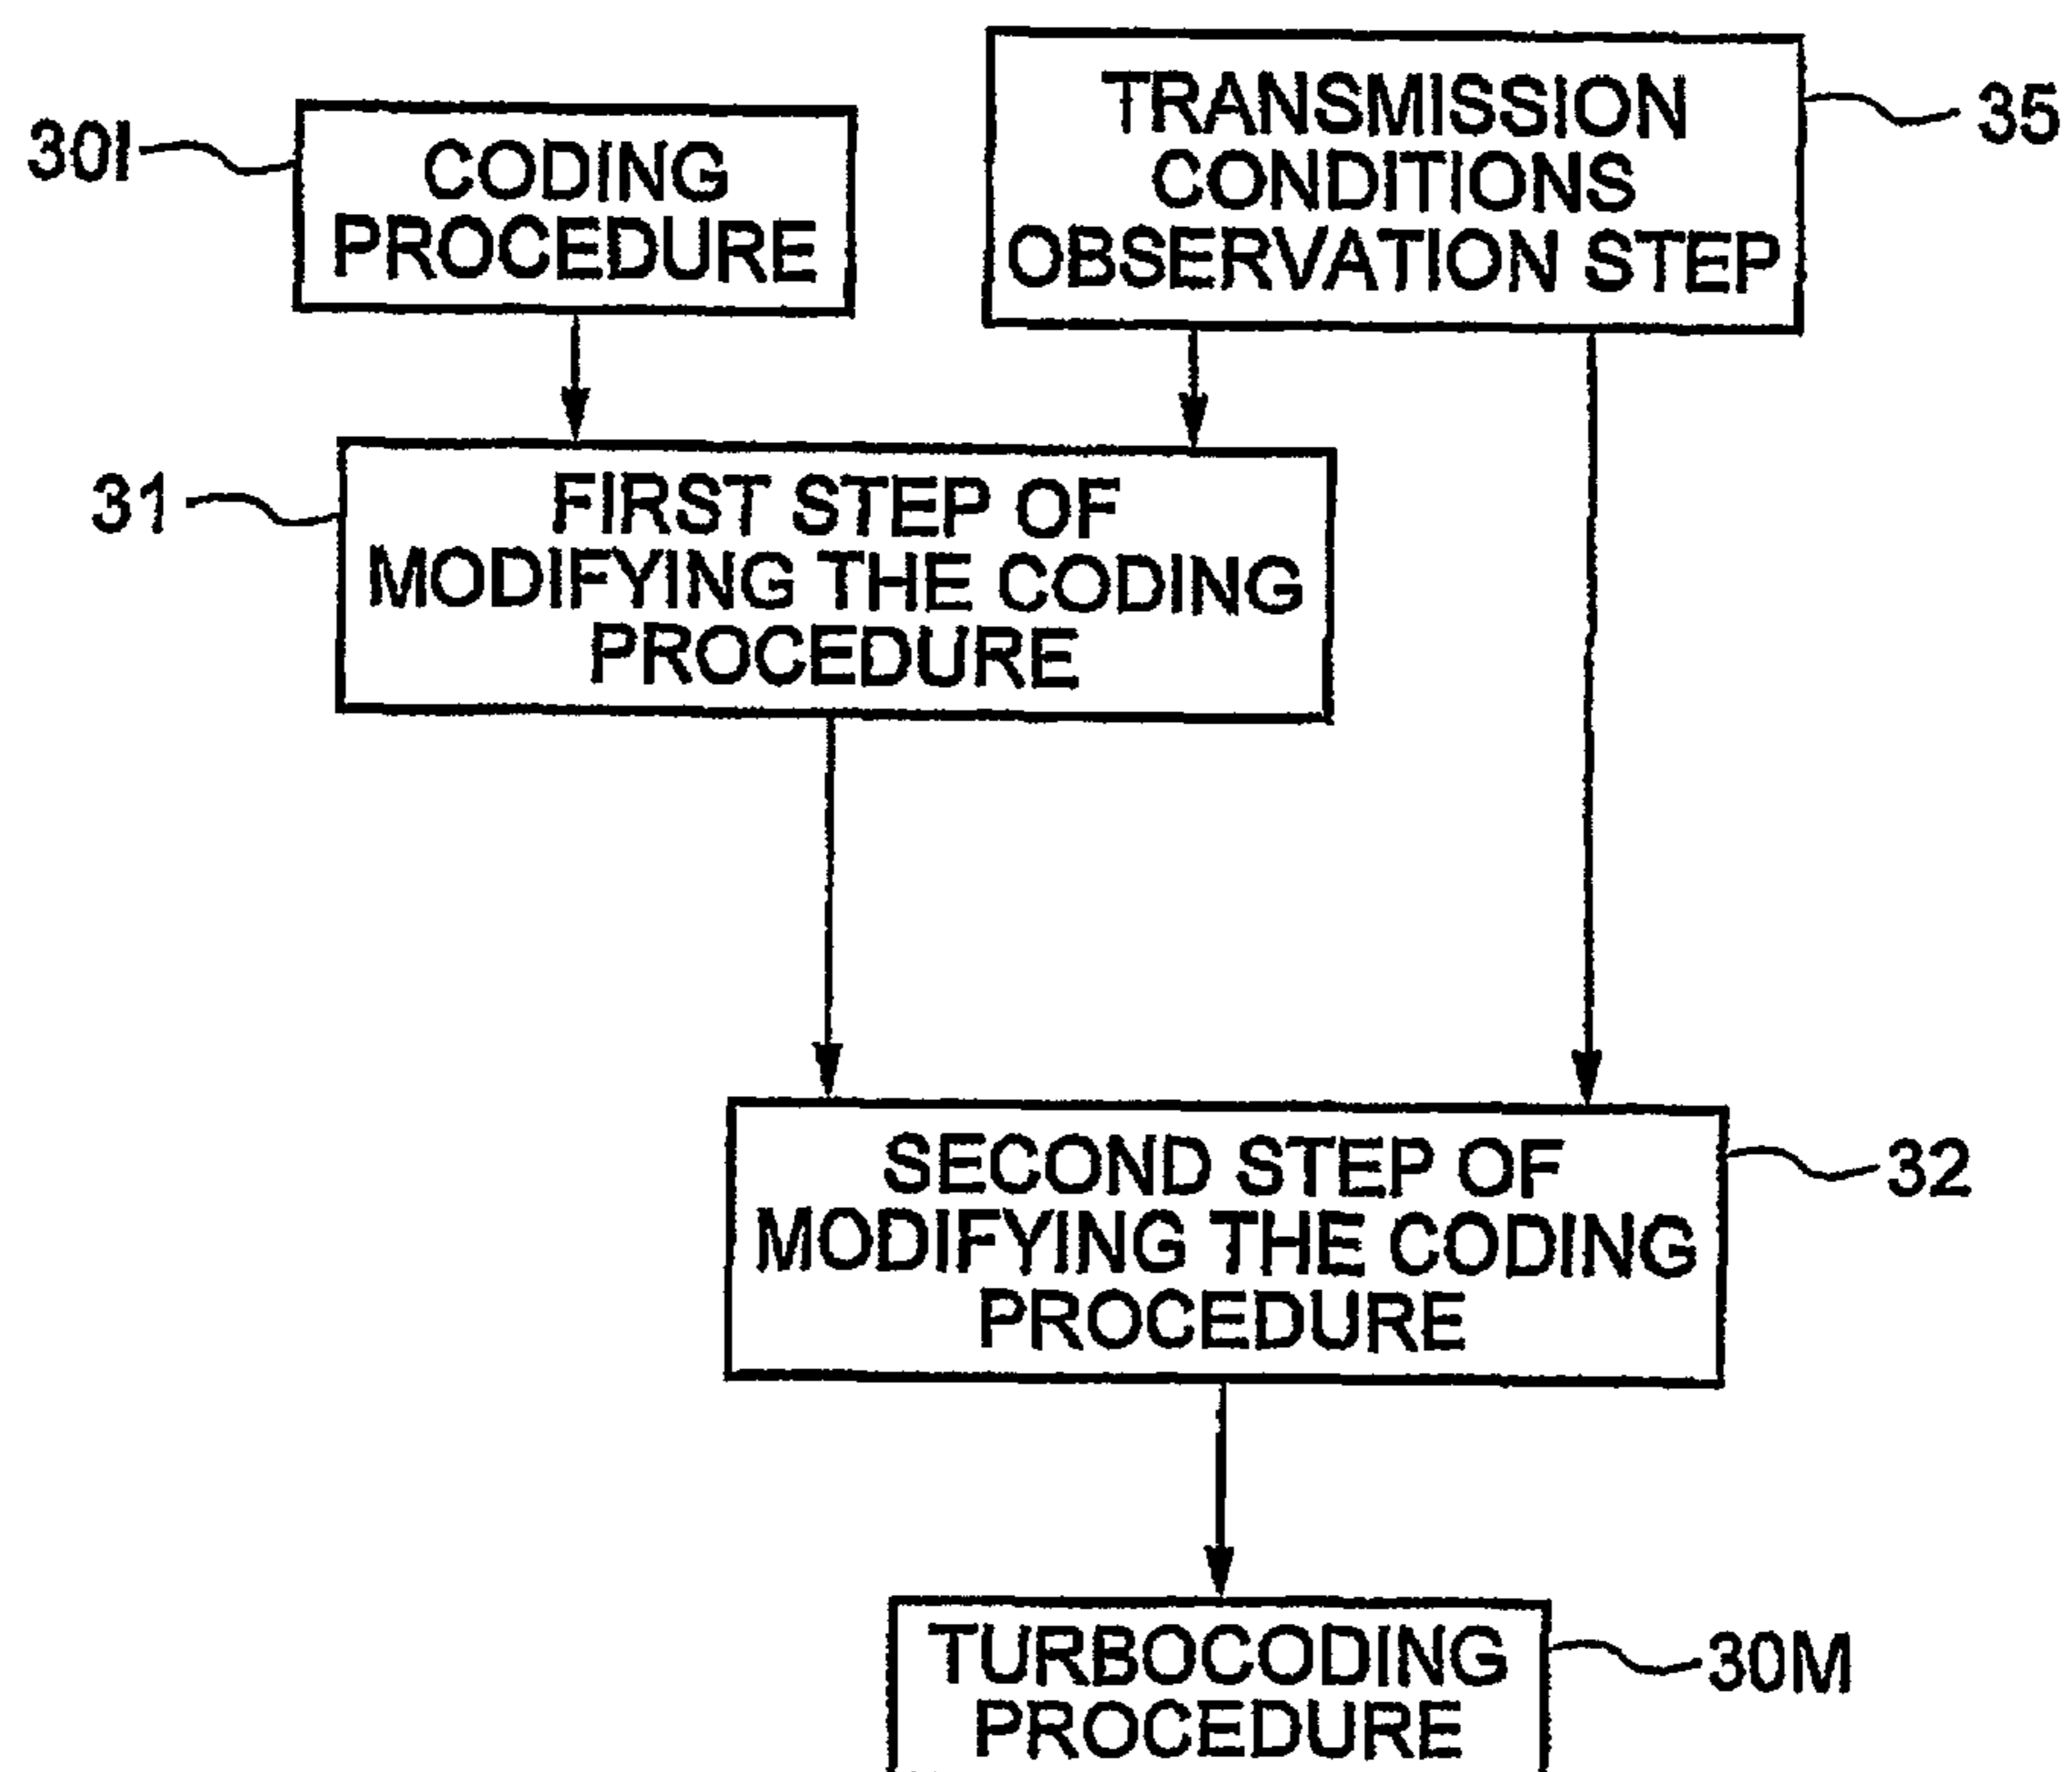 30I
CODING
PROCEDURE
TRANSMISSION
CONDITIONS
OBSERVATION STEP
35
31
FIRST STEP OF
MODIFYING THE CODING
PROCEDURE
SECOND STEP OF
MODIFYING THE CODING
PROCEDURE
32
TURBOCODING
PROCEDURE
30M